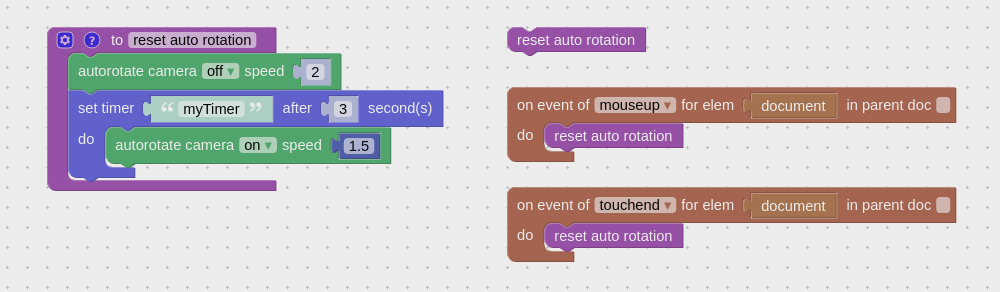 ? to reset auto rotation
autorotate camera off ▾ speed 2
set timer “ myTimer ” after 3 second(s)
do autorotate camera on ▾ speed 1.5
reset auto rotation
on event of mouseup ▾ for elem document in parent doc
do reset auto rotation
on event of touchend ▾ for elem document in parent doc
do reset auto rotation